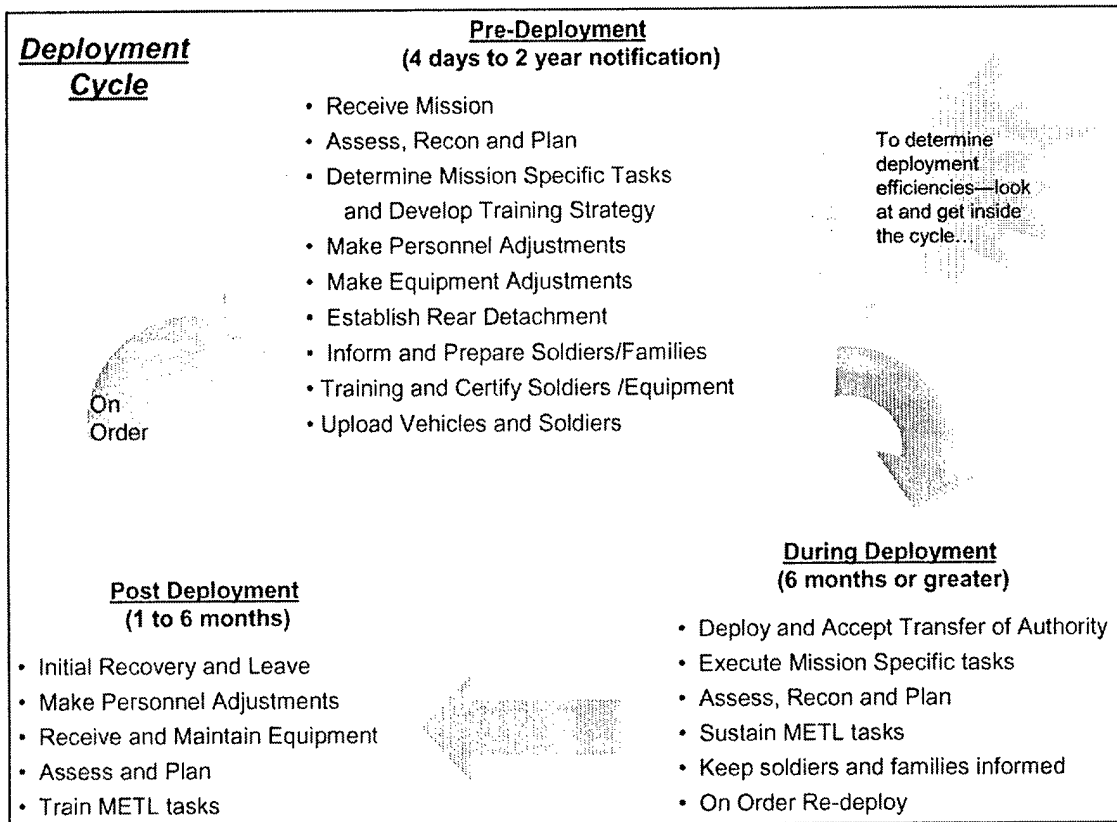 Deployment
Cycle
Pre-Deployment
(4 days to 2 year notification)
• Receive Mission
• Assess, Recon and Plan
• Determine Mission Specific Tasks
and Develop Training Strategy
• Make Personnel Adjustments
• Make Equipment Adjustments
• Establish Rear Detachment
• Inform and Prepare Soldiers/Families
• Training and Certify Soldiers /Equipment
• Upload Vehicles and Soldiers
To determine
deployment
efficiencies—look
at and get inside
the cycle...
On
Order
During Deployment
(6 months or greater)
• Deploy and Accept Transfer of Authority
• Execute Mission Specific tasks
• Assess, Recon and Plan
• Sustain METL tasks
• Keep soldiers and families informed
• On Order Re-deploy
Post Deployment
(1 to 6 months)
• Initial Recovery and Leave
• Make Personnel Adjustments
• Receive and Maintain Equipment
• Assess and Plan
• Train METL tasks